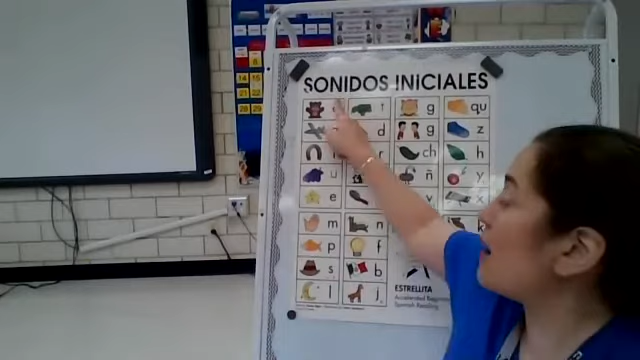 SONIDOS INICIALES
t g qu
d g z
r ch h
u ñ y
e v x
m n
p f
s b
l j
ESTRELLITA
Accelerated Beginning
Spanish Reading